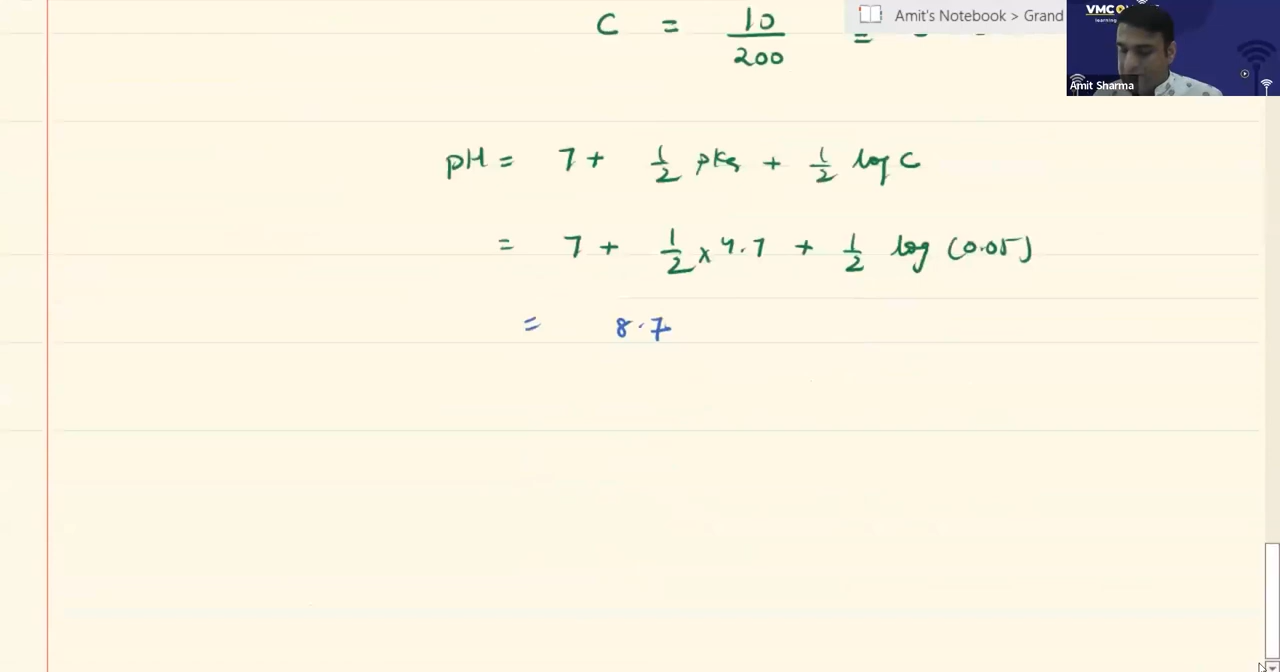 Amit's Notebook > Grand
VMC
learning
Amit Sharma
C = 10/200 =
pH = 7 + 1/2 pKa + 1/2 log C
= 7 + 1/2 x 4.7 + 1/2 log (0.05)
= 8.7